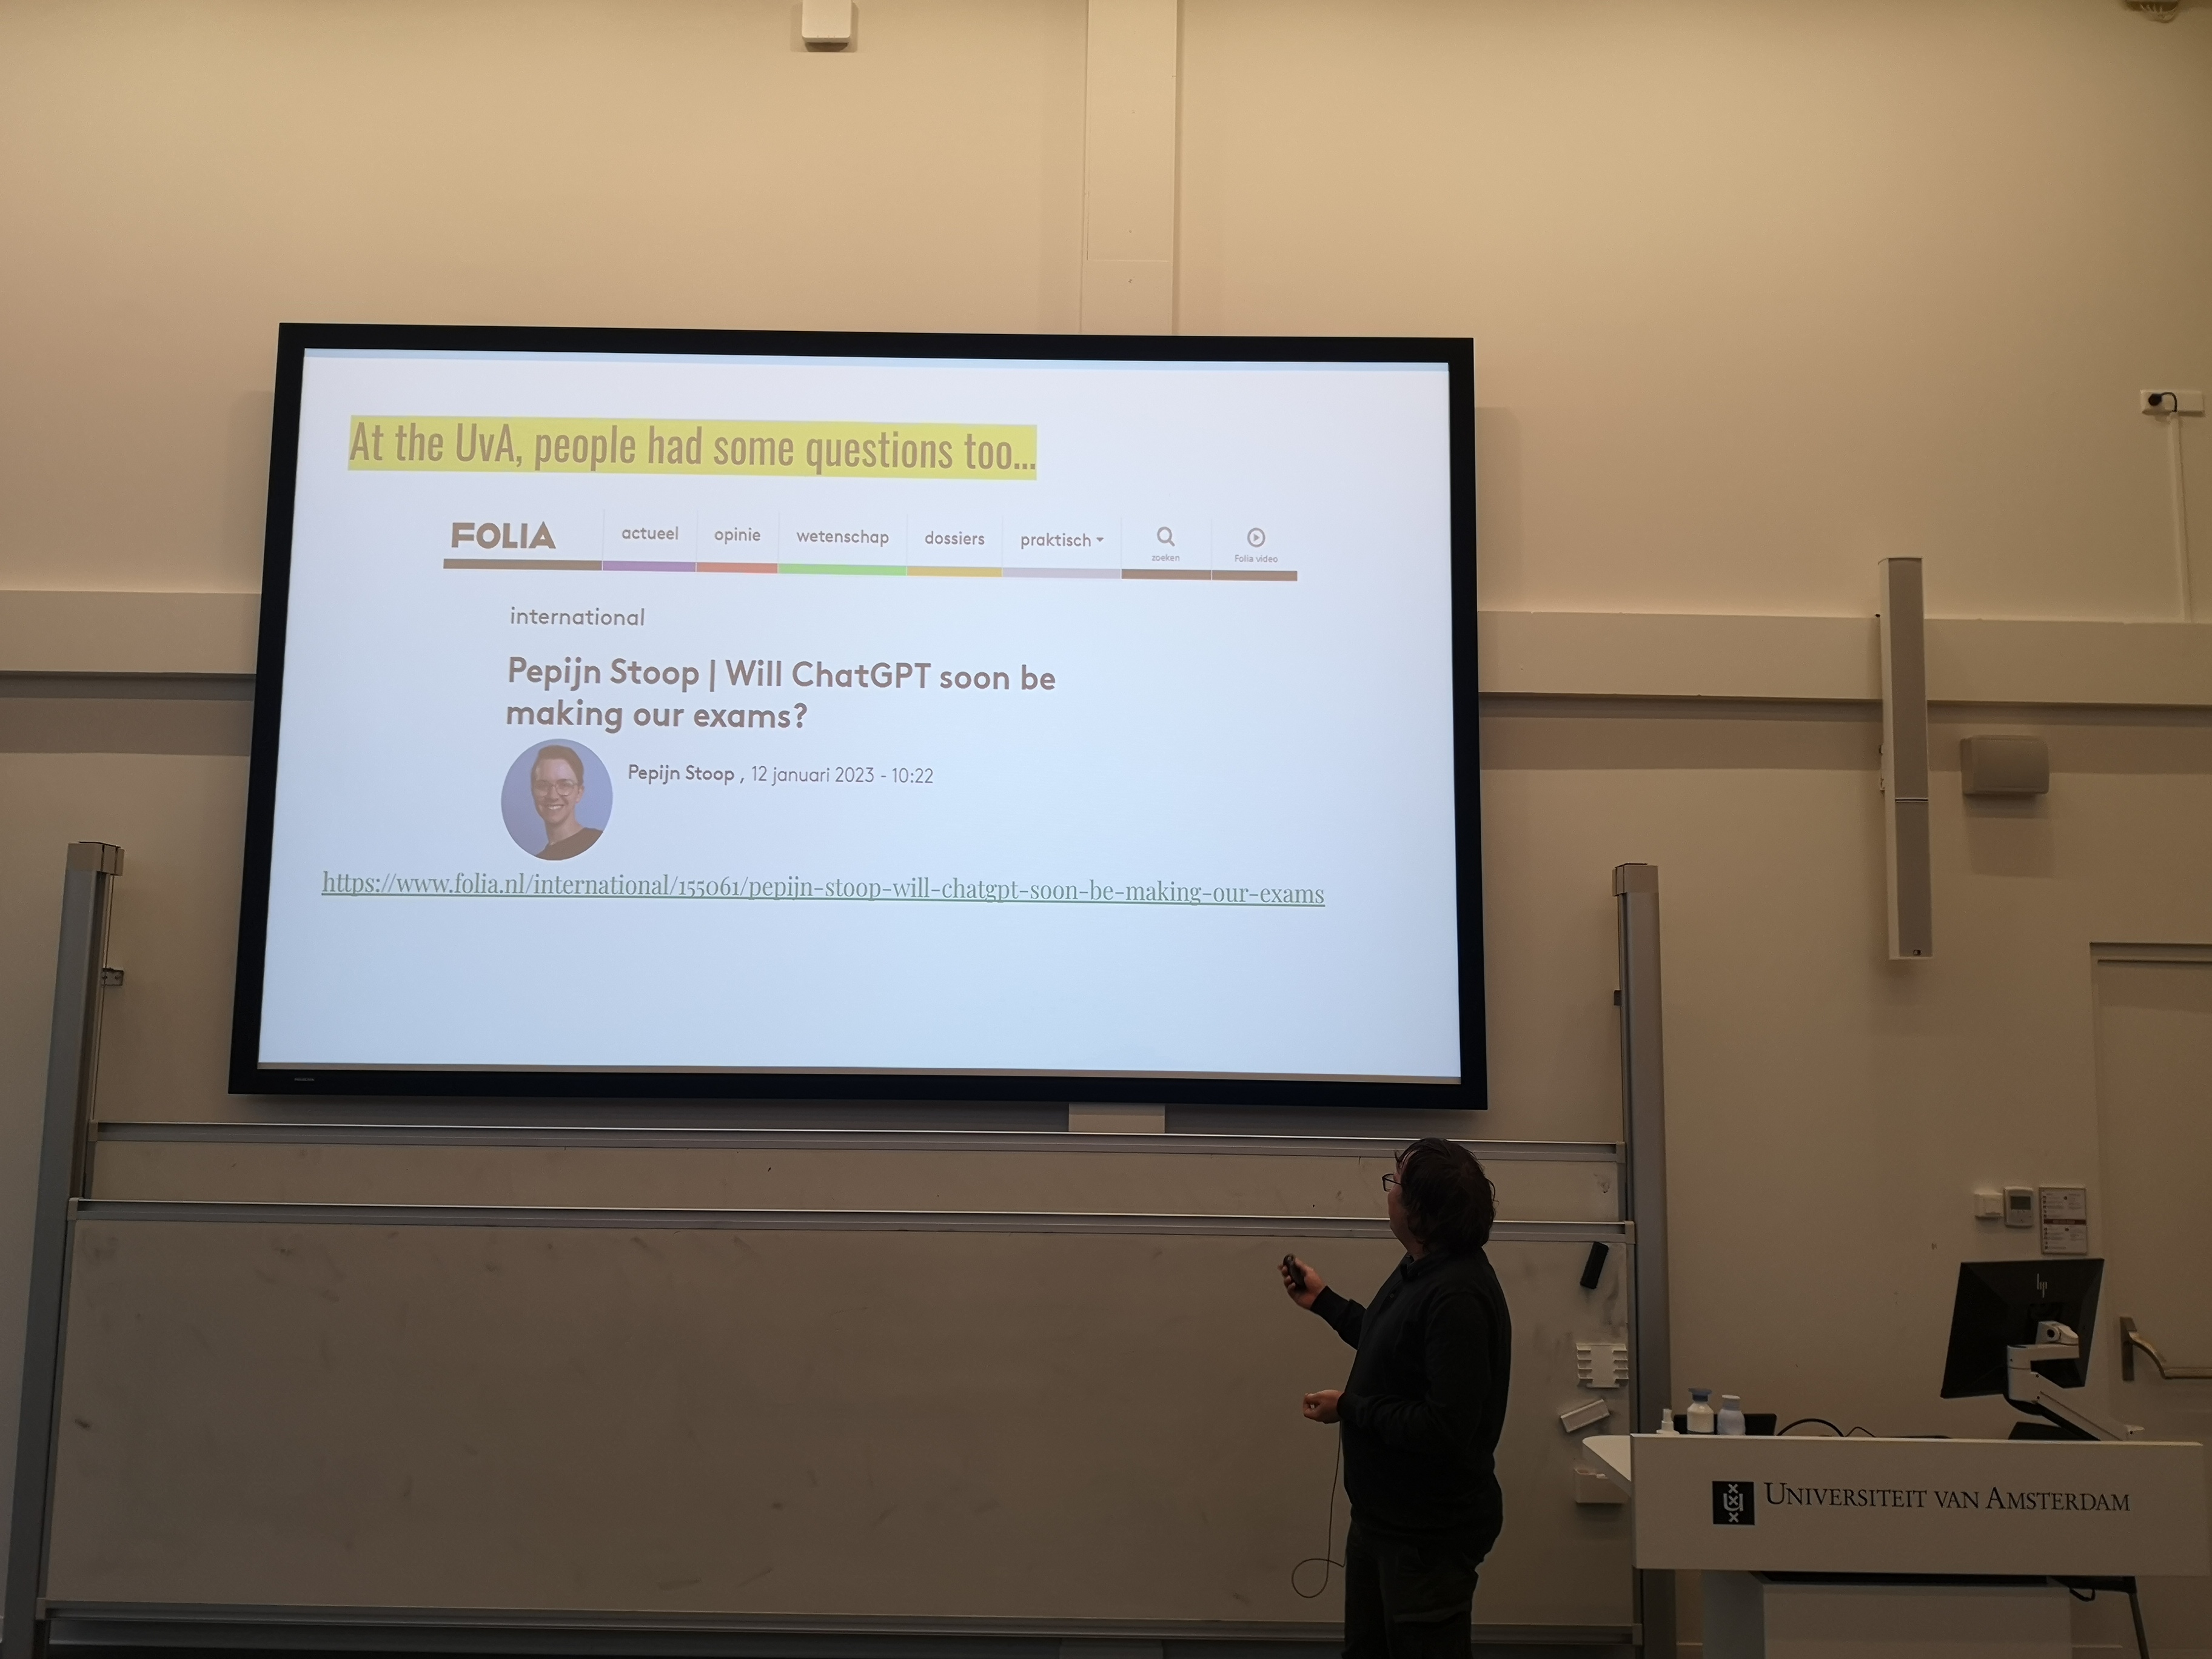 At the UvA, people had some questions too...
FOLIA
actueel
opinie
wetenschap
dossiers
praktisch
zoeken
Folia video
international
Pepijn Stoop | Will ChatGPT soon be
making our exams?
Pepijn Stoop , 12 januari 2023 - 10:22
https://www.folia.nl/international/155061/pepijn-stoop-will-chatgpt-soon-be-making-our-exams
hp
UNIVERSITEIT VAN AMSTERDAM